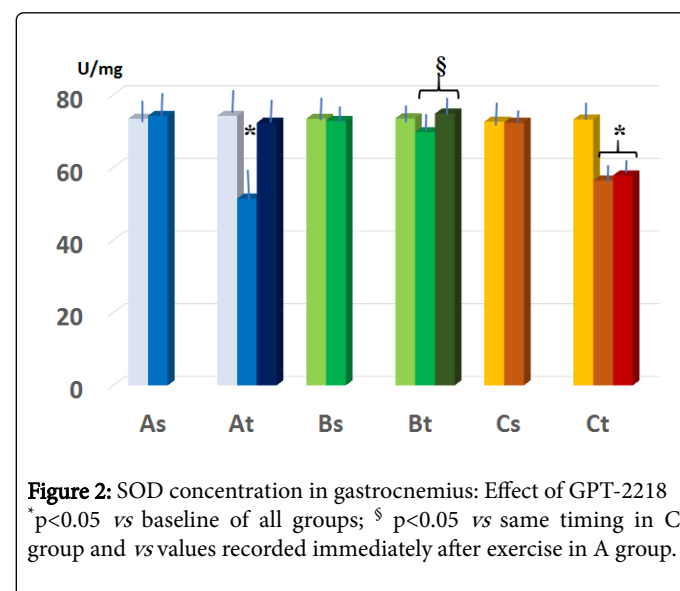 U/mg
§
80
*
*
60
40
20
0
As At Bs Bt Cs Ct
Figure 2: SOD concentration in gastrocnemius: Effect of GPT-2218
*p<0.05 vs baseline of all groups; § p<0.05 vs same timing in C
group and vs values recorded immediately after exercise in A group.